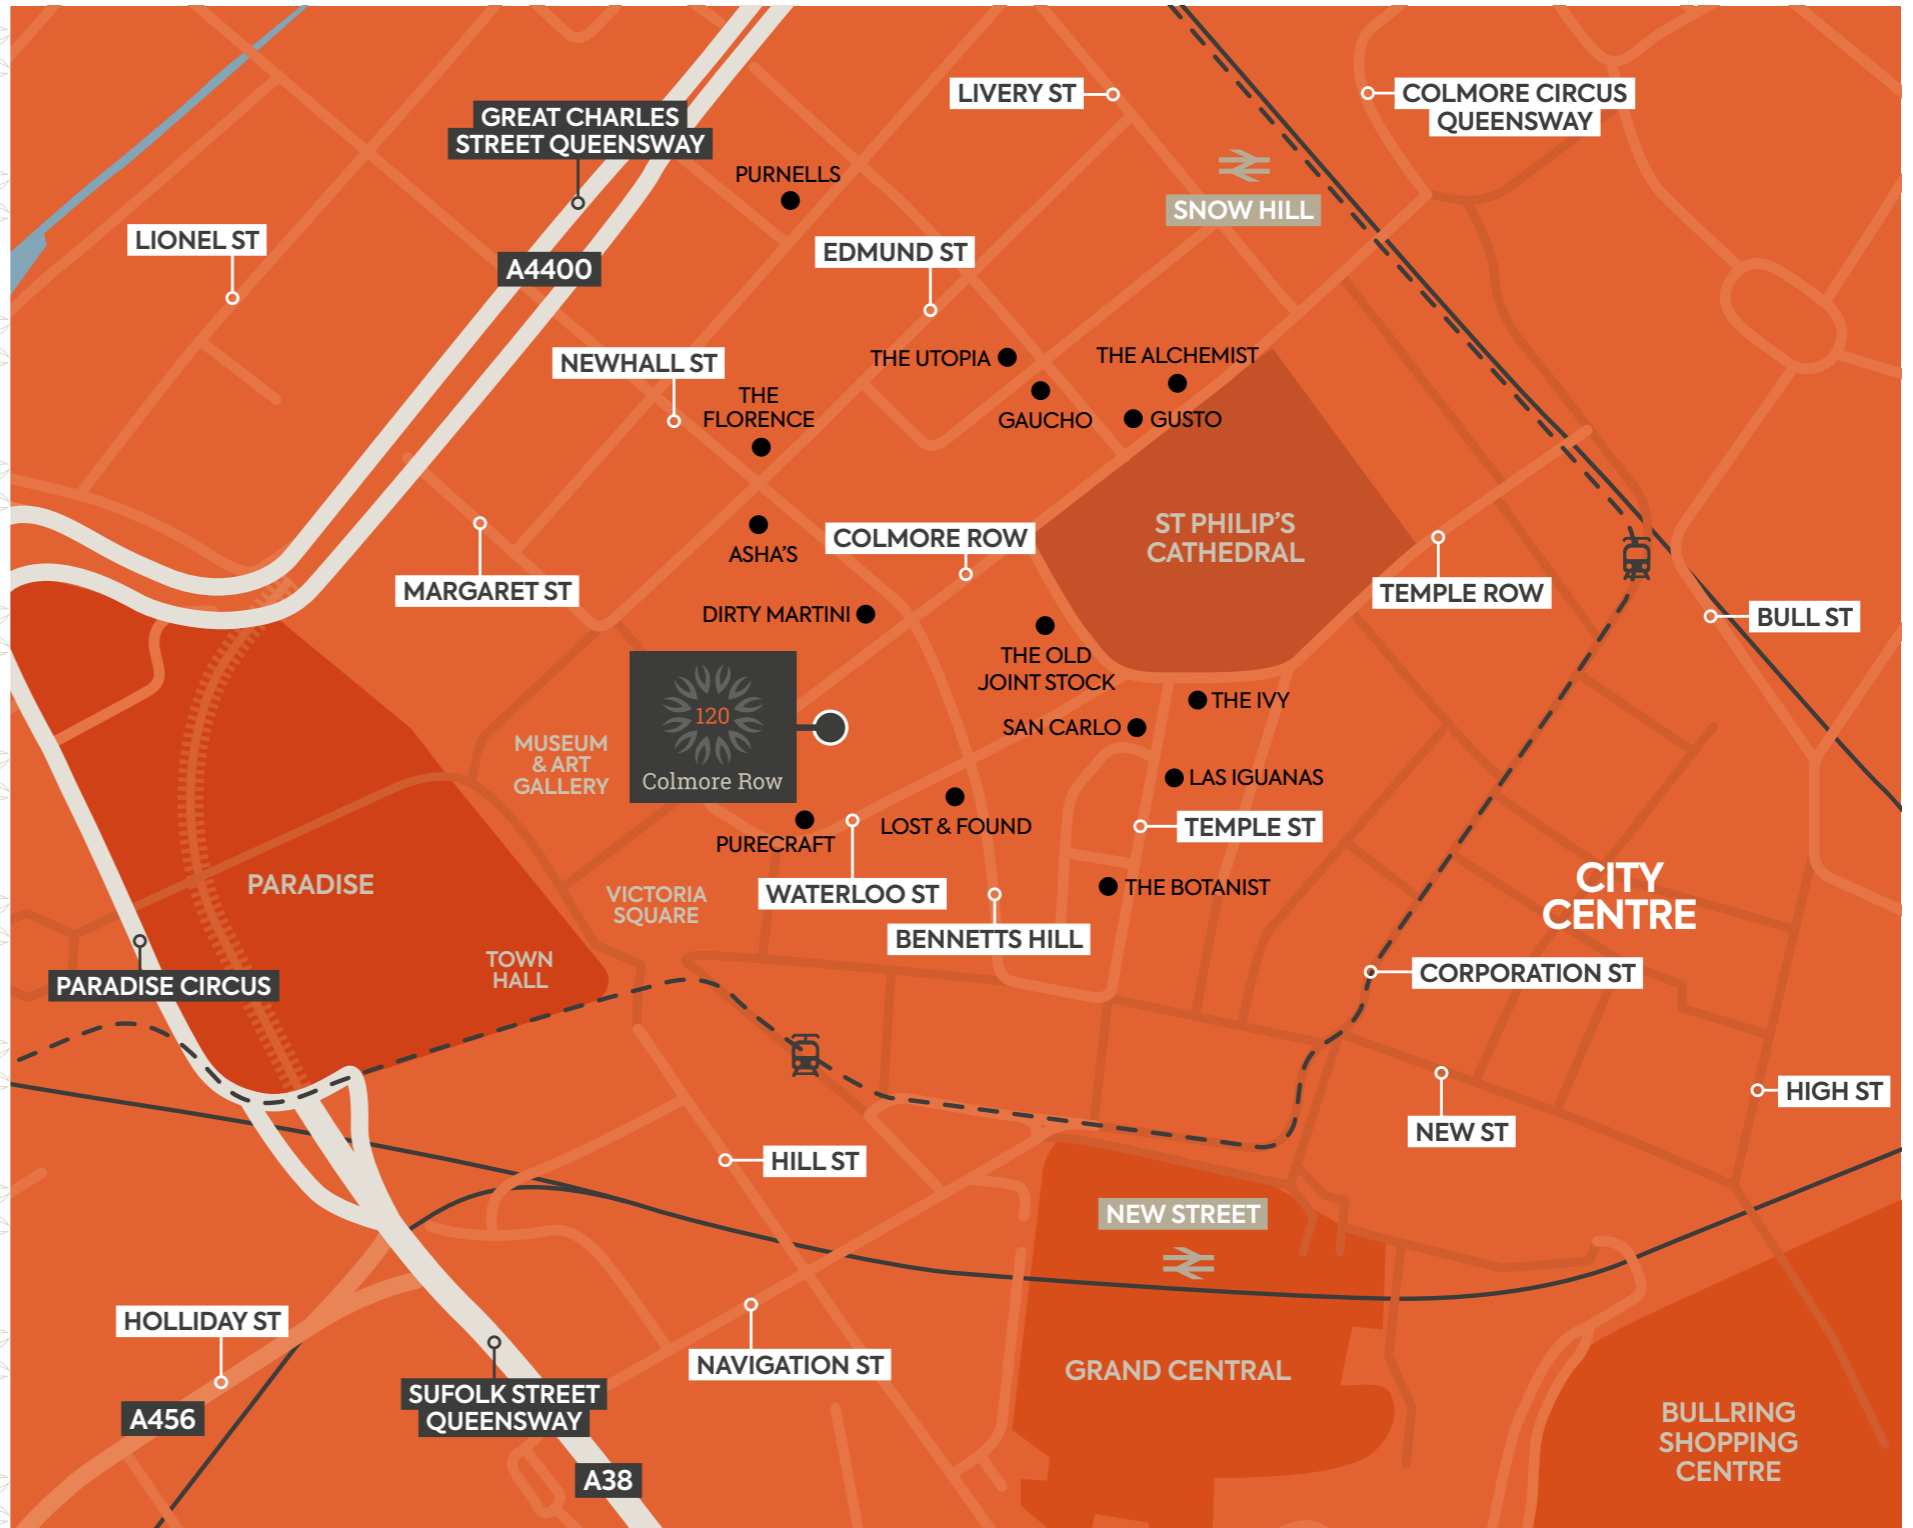 LIVERY ST
COLMORE CIRCUS
QUEENSWAY
GREAT CHARLES
STREET QUEENSWAY
PURNELLS
SNOW HILL
LIONEL ST
EDMUND ST
A4400
NEWHALL ST
THE UTOPIA
THE ALCHEMIST
THE
FLORENCE
GAUCHO
GUSTO
ST PHILIP'S
CATHEDRAL
COLMORE ROW
ASHA'S
MARGARET ST
TEMPLE ROW
DIRTY MARTINI
BULL ST
THE OLD
JOINT STOCK
120
Colmore Row
THE IVY
SAN CARLO
MUSEUM
& ART
GALLERY
LAS IGUANAS
LOST & FOUND
TEMPLE ST
PURECRAFT
PARADISE
WATERLOO ST
THE BOTANIST
CITY
CENTRE
VICTORIA
SQUARE
BENNETTS HILL
TOWN
HALL
CORPORATION ST
PARADISE CIRCUS
HIGH ST
NEW ST
HILL ST
NEW STREET
HOLLIDAY ST
NAVIGATION ST
GRAND CENTRAL
SUFOLK STREET
QUEENSWAY
A456
BULLRING
SHOPPING
CENTRE
A38